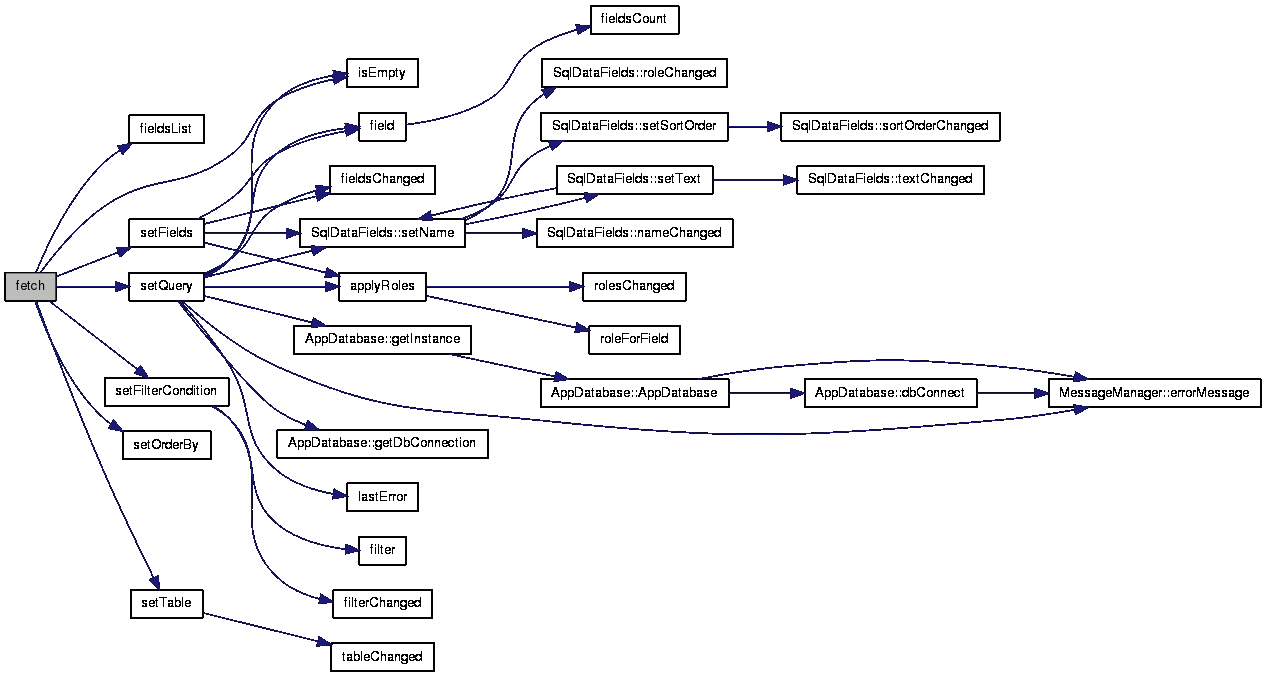 fieldsCount
isEmpty
SqlDataFields::roleChanged
fieldsList
field
SqlDataFields::setSortOrder
SqlDataFields::sortOrderChanged
fieldsChanged
SqlDataFields::setText
SqlDataFields::textChanged
setFields
SqlDataFields::setName
SqlDataFields::nameChanged
fetch
setQuery
applyRoles
rolesChanged
AppDatabase::getInstance
roleForField
setFilterCondition
AppDatabase::AppDatabase
AppDatabase::dbConnect
MessageManager::errorMessage
setOrderBy
AppDatabase::getDbConnection
lastError
filter
setTable
filterChanged
tableChanged